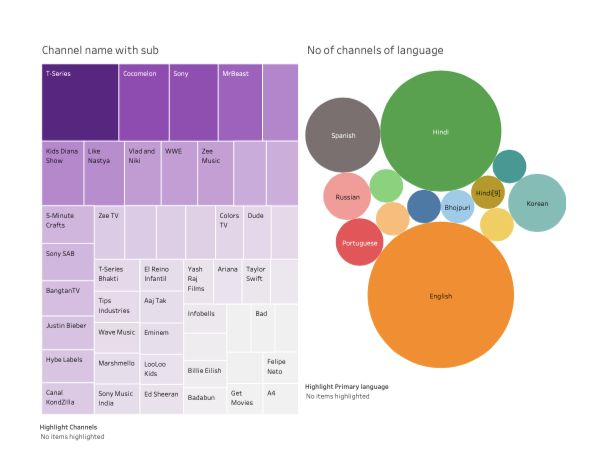 Channel name with sub
No of channels of language
T-Series
Cocomelon
Sony
MrBeast
Kids Diana
Show
Like
Nastya
Vlad and
Niki
WWE
Zee
Music
5-Minute
Crafts
Zee TV
Colors
TV
Dude
Sony SAB
T-Series
Bhakti
El Reino
Infantil
Yash
Raj
Films
Ariana
Taylor
Swift
BangtanTV
Tips
Industries
Aaj Tak
Infobells
Bad
Justin Bieber
Wave Music
Eminem
Hybe Labels
Marshmello
LooLoo
Kids
Billie Eilish
Felipe
Neto
Canal
KondZilla
Sony Music
India
Ed Sheeran
Badabun
Get
Movies
A4
Highlight Channels
No items highlighted
Spanish
Hindi
Russian
Hindi[9]
Bhojpuri
Korean
Portuguese
English
Highlight Primary language
No items highlighted